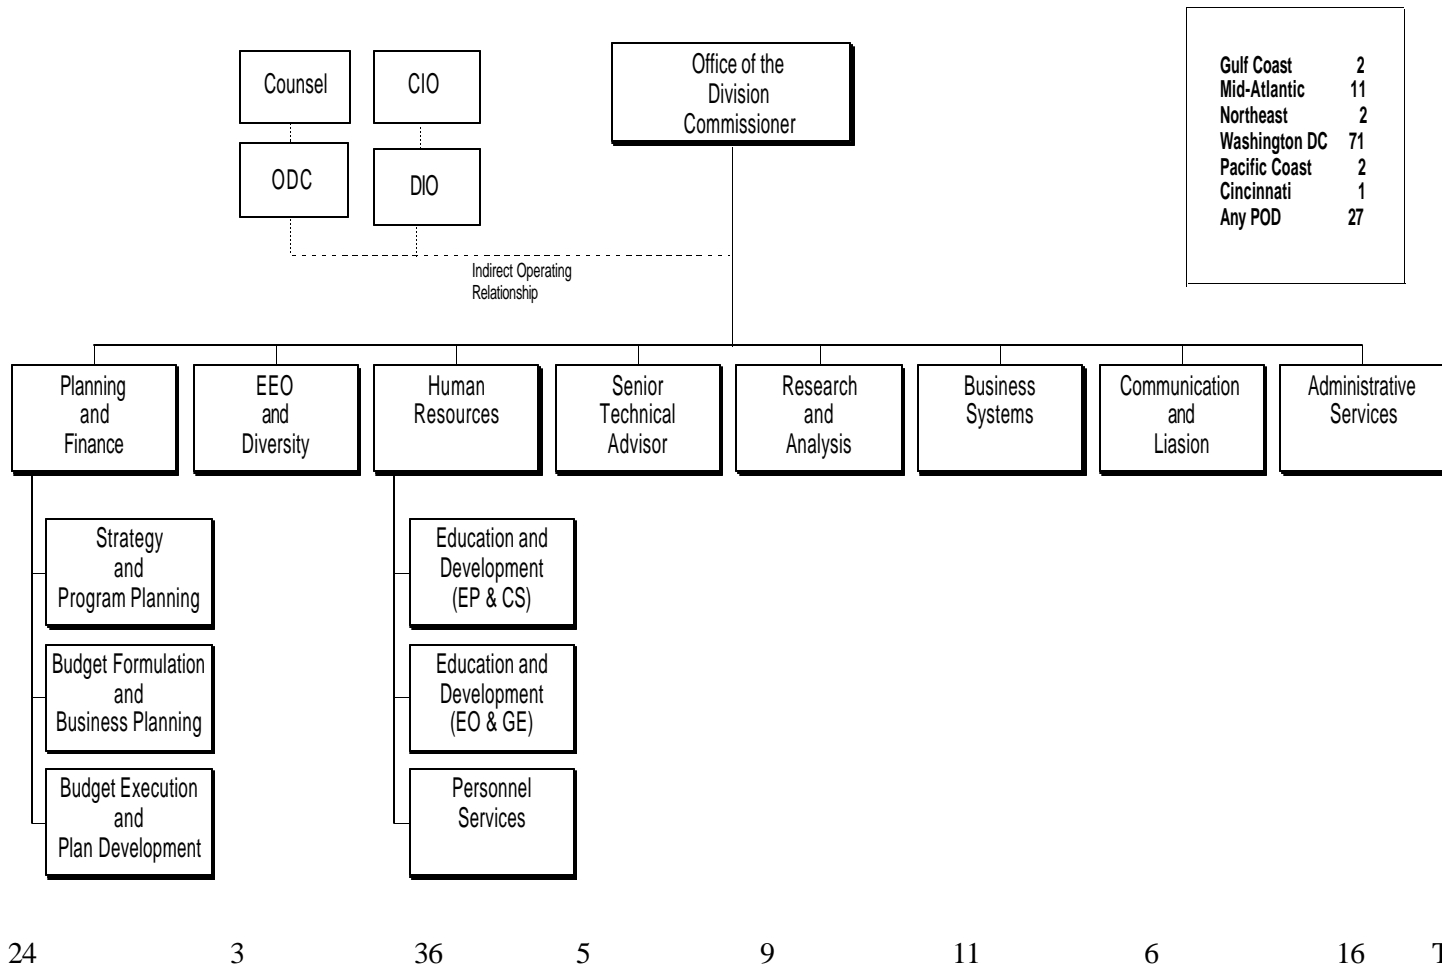 Counsel
CIO
ODC
DIO
Office of the
Division
Commissioner
Gulf Coast 2
Mid-Atlantic 11
Northeast 2
Washington DC 71
Pacific Coast 2
Cincinnati 1
Any POD 27
Indirect Operating
Relationship
Planning
and
Finance
EEO
and
Diversity
Human
Resources
Senior
Technical
Advisor
Research
and
Analysis
Business
Systems
Communication
and
Liasion
Administrative
Services
Strategy
and
Program Planning
Budget Formulation
and
Business Planning
Budget Execution
and
Plan Development
Education and
Development
(EP & CS)
Education and
Development
(EO & GE)
Personnel
Services
24 3 36 5 9 11 6 16